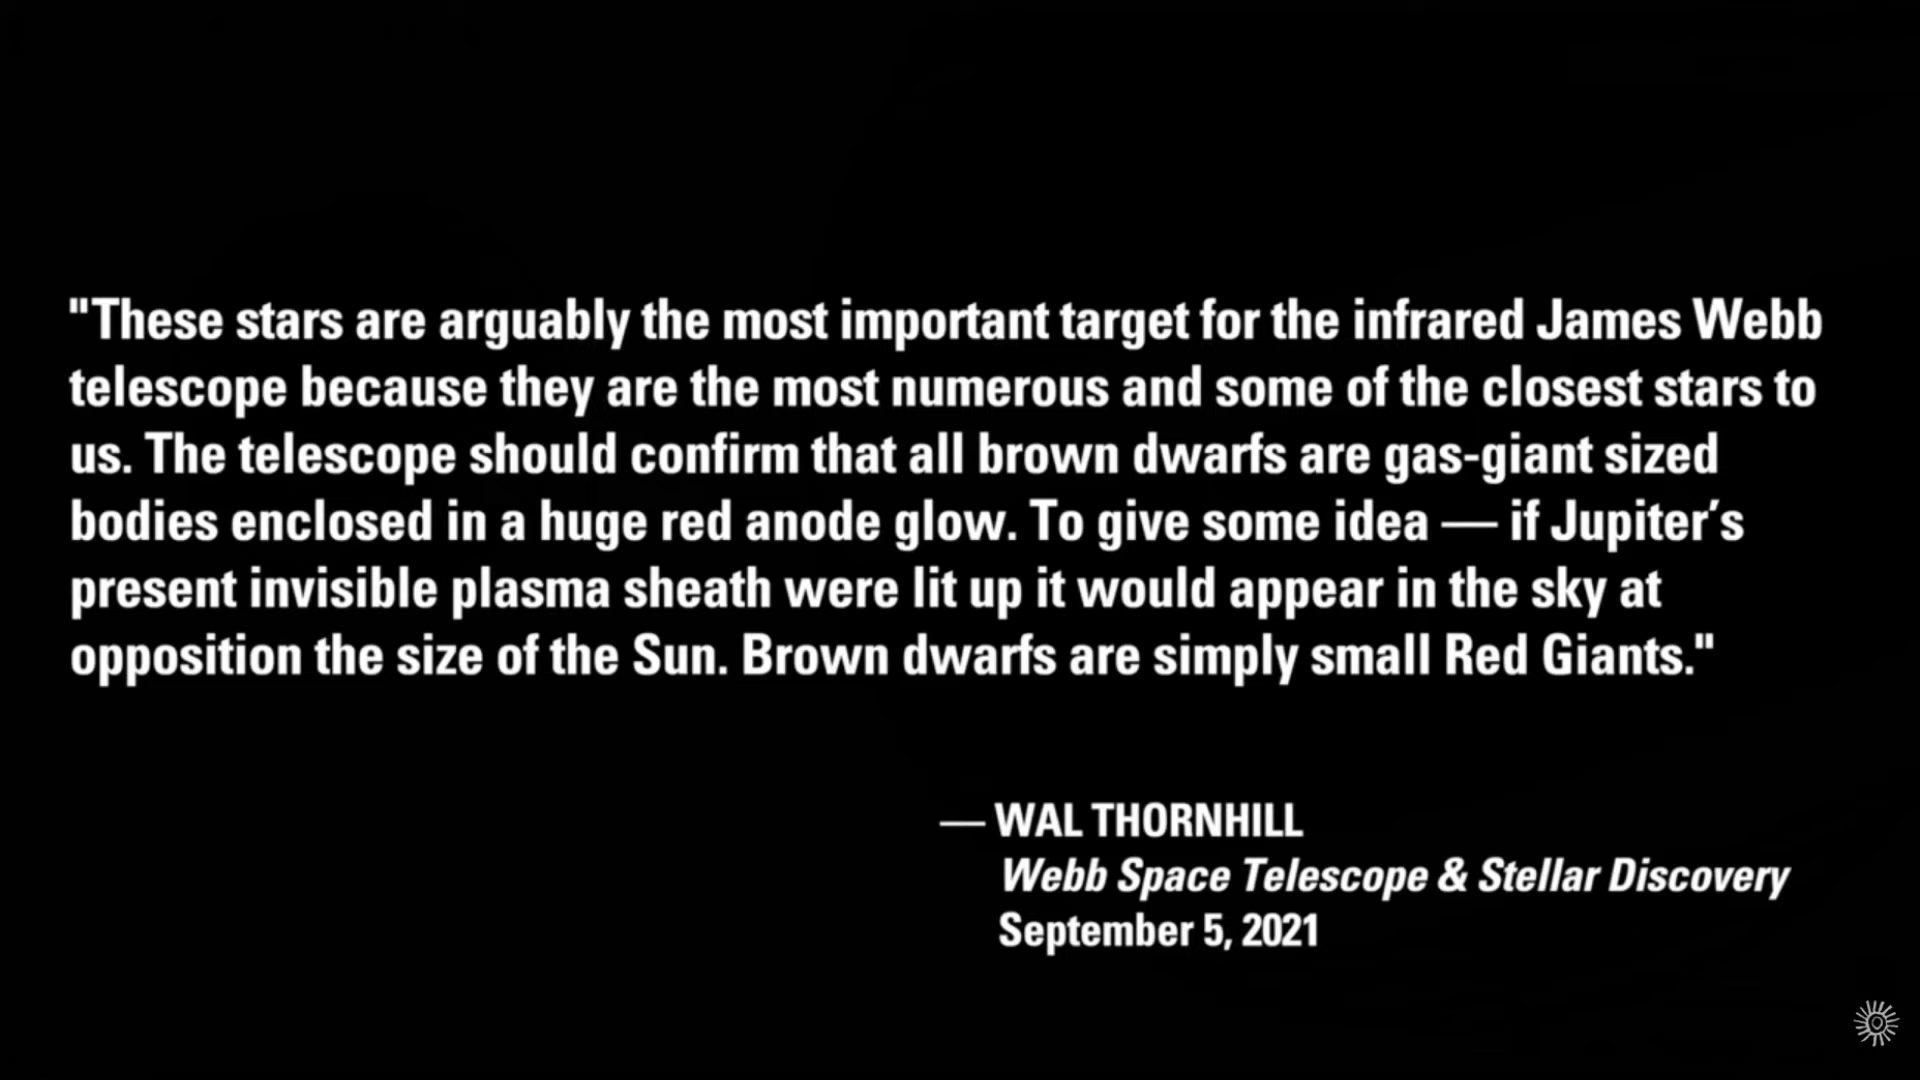 "These stars are arguably the most important target for the infrared James Webb
telescope because they are the most numerous and some of the closest stars to
us. The telescope should confirm that all brown dwarfs are gas-giant sized
bodies enclosed in a huge red anode glow. To give some idea — if Jupiter’s
present invisible plasma sheath were lit up it would appear in the sky at
opposition the size of the Sun. Brown dwarfs are simply small Red Giants."
— WAL THORNHILL
Webb Space Telescope & Stellar Discovery
September 5, 2021